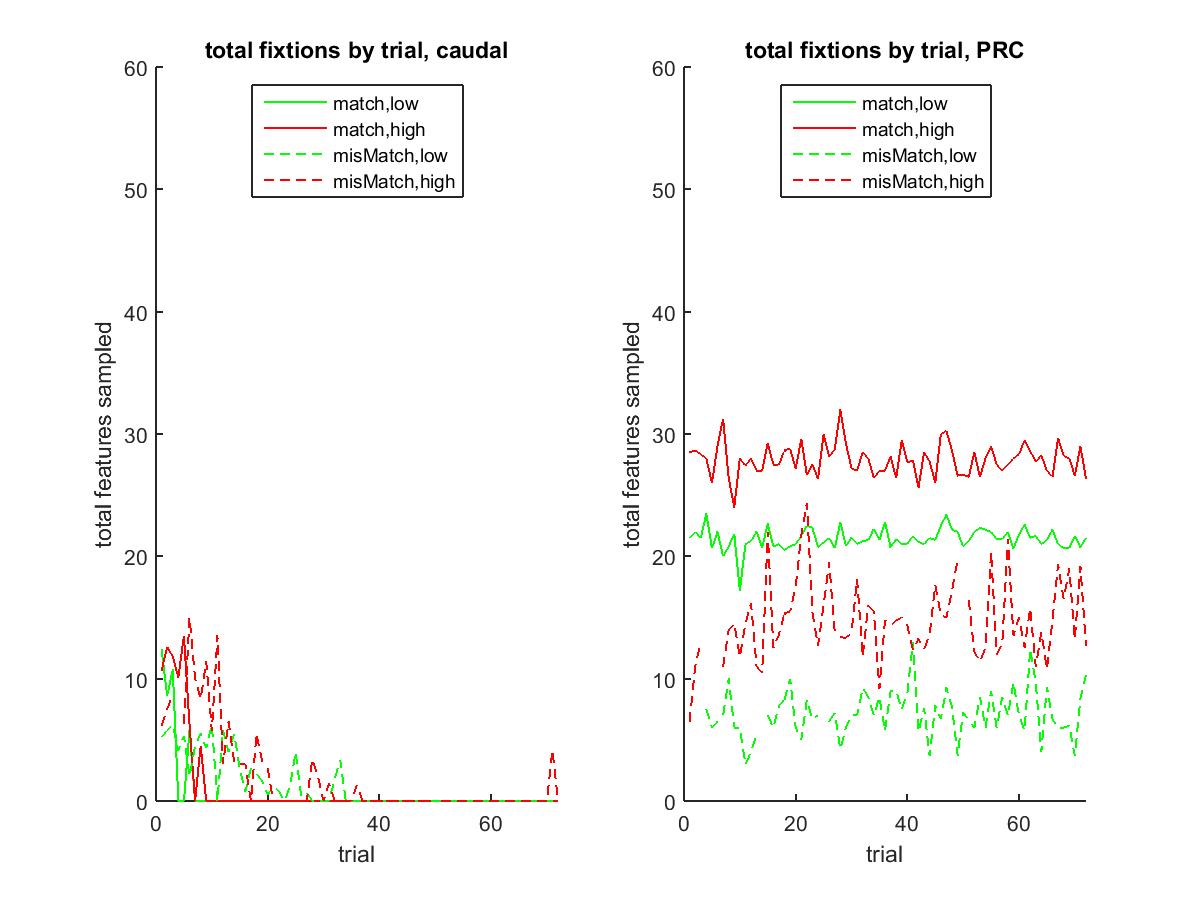 total fixtions by trial, caudal
60
50
40
30
20
10
0
total features sampled
match,low
match,high
misMatch,low
misMatch,high
0 20 40 60
trial
total fixtions by trial, PRC
60
50
40
30
20
10
0
total features sampled
match,low
match,high
misMatch,low
misMatch,high
0 20 40 60
trial